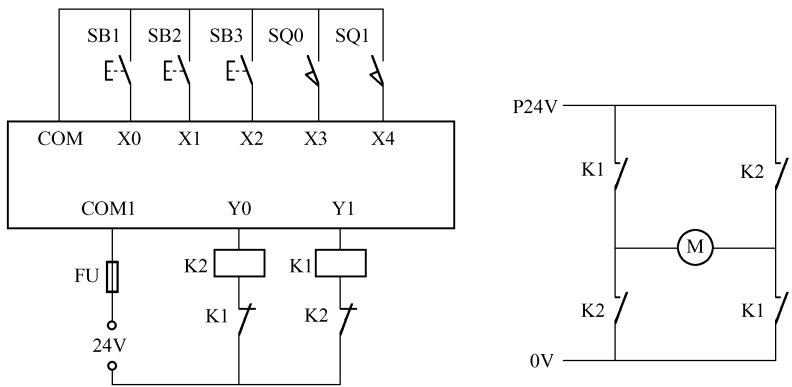 SB1 SB2 SB3 SQ0 SQ1
COM X0 X1 X2 X3 X4
COM1 Y0 Y1
FU K2 K1
K1 K2
24V
P24V
K1 K2
M
K2 K1
0V